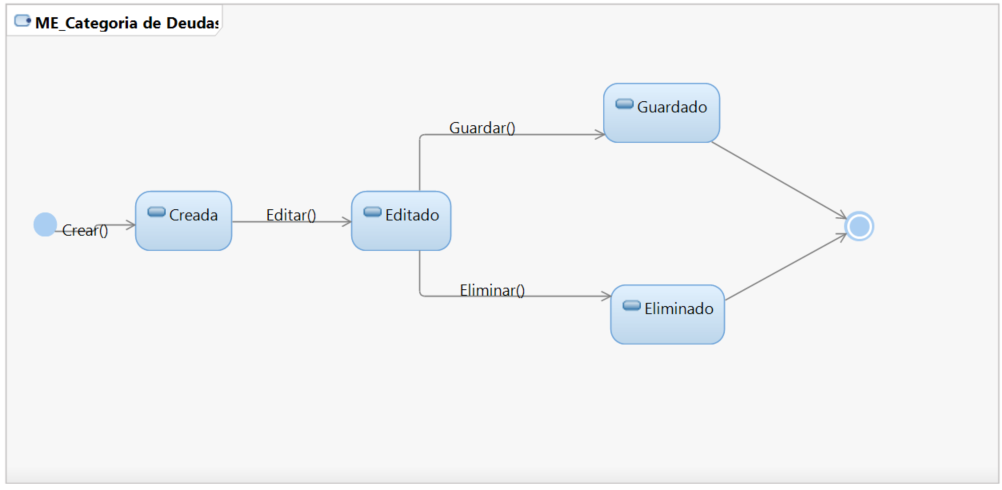 ME_Categoria de Deudas
Guardado
Guardar()
Creada
Editar()
Editado
Crear()
Eliminar()
Eliminado